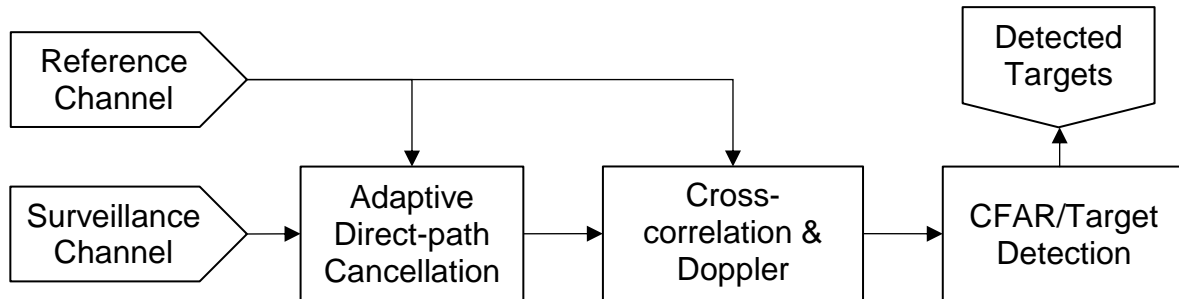 Reference
Channel
Detected
Targets
Surveillance
Channel
Adaptive
Direct-path
Cancellation
Cross-
correlation &
Doppler
CFAR/Target
Detection